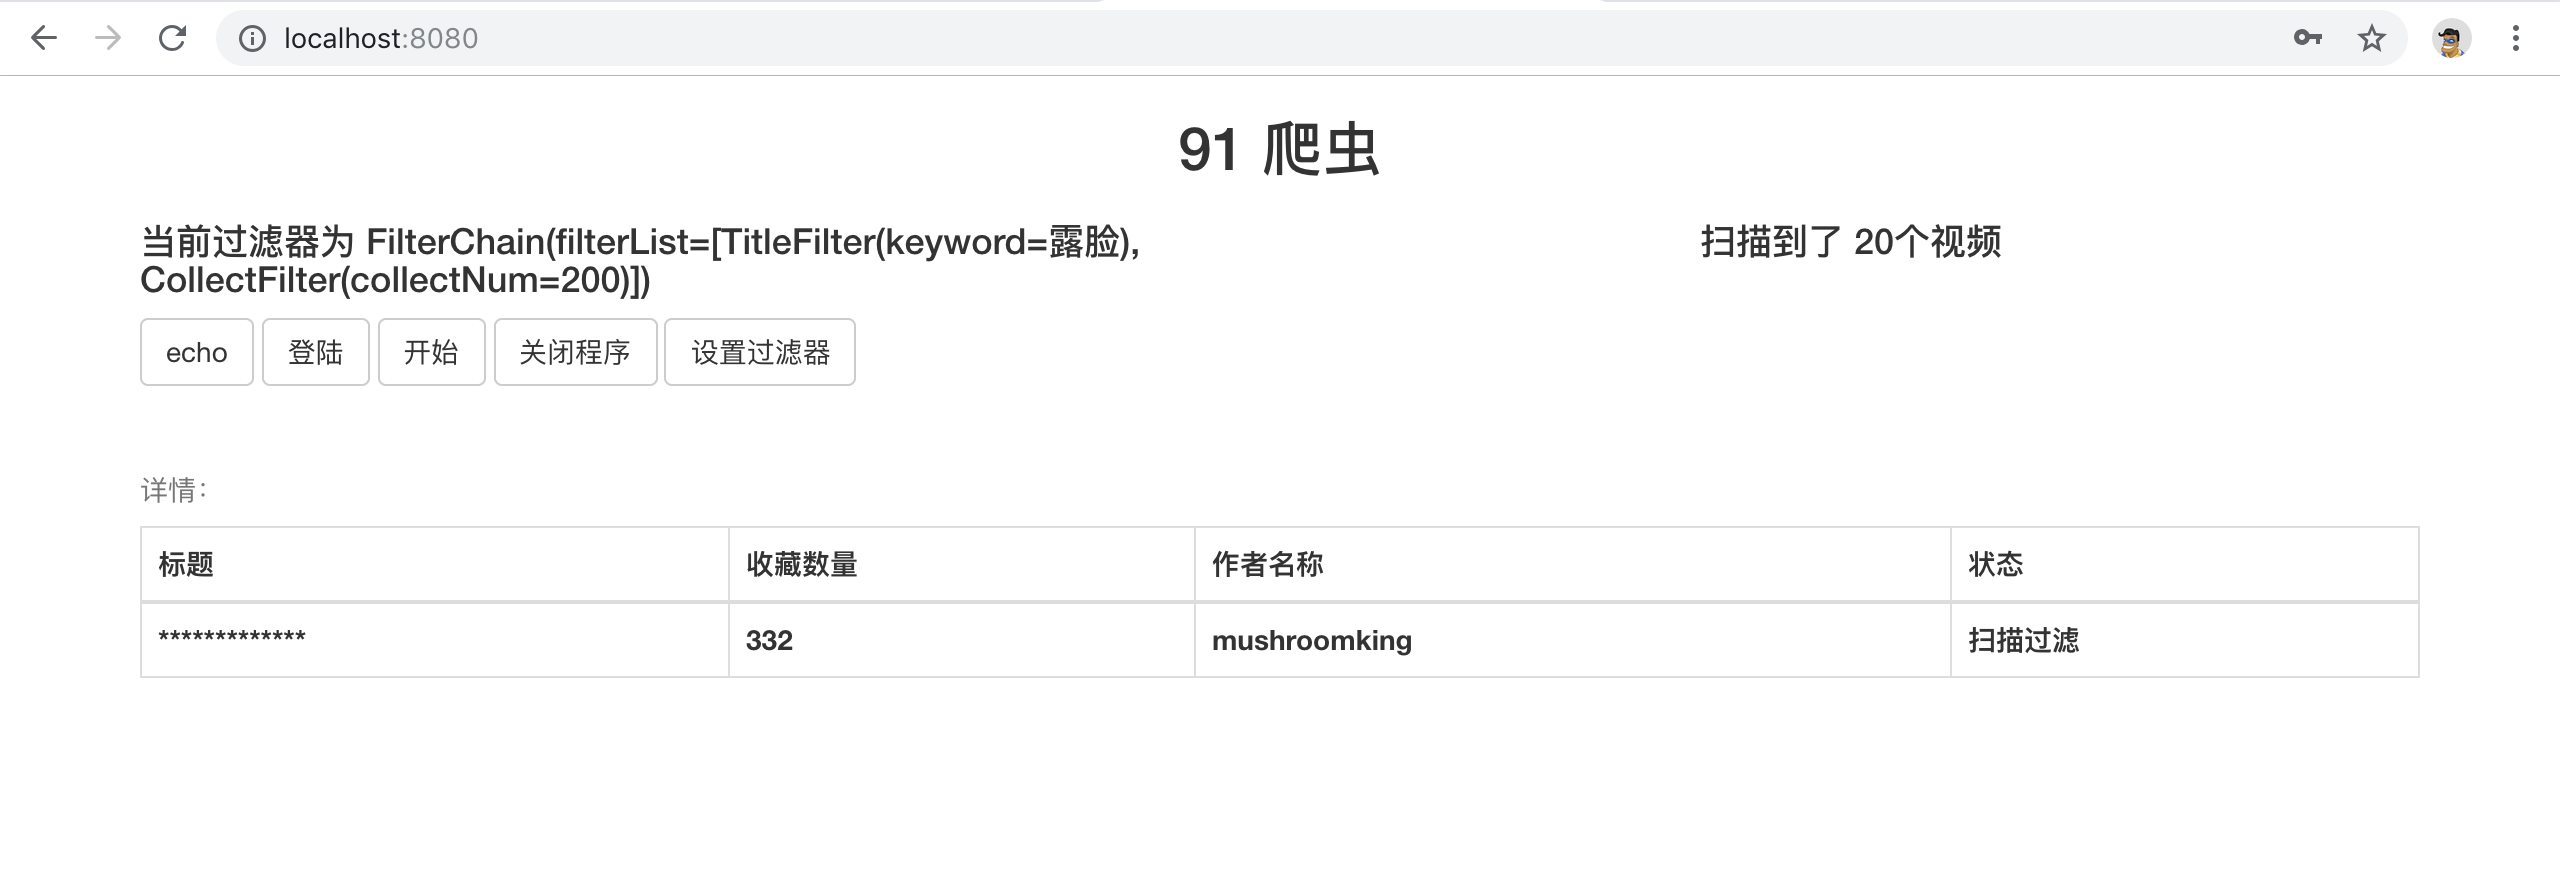 localhost:8080
91 爬虫
当前过滤器为 FilterChain(filterList=[TitleFilter(keyword=露脸),
CollectFilter(collectNum=200)])
扫描到了 20个视频
echo 登陆 开始 关闭程序 设置过滤器
详情：
标题 收藏数量 作者名称 状态
************* 332 mushroomking 扫描过滤